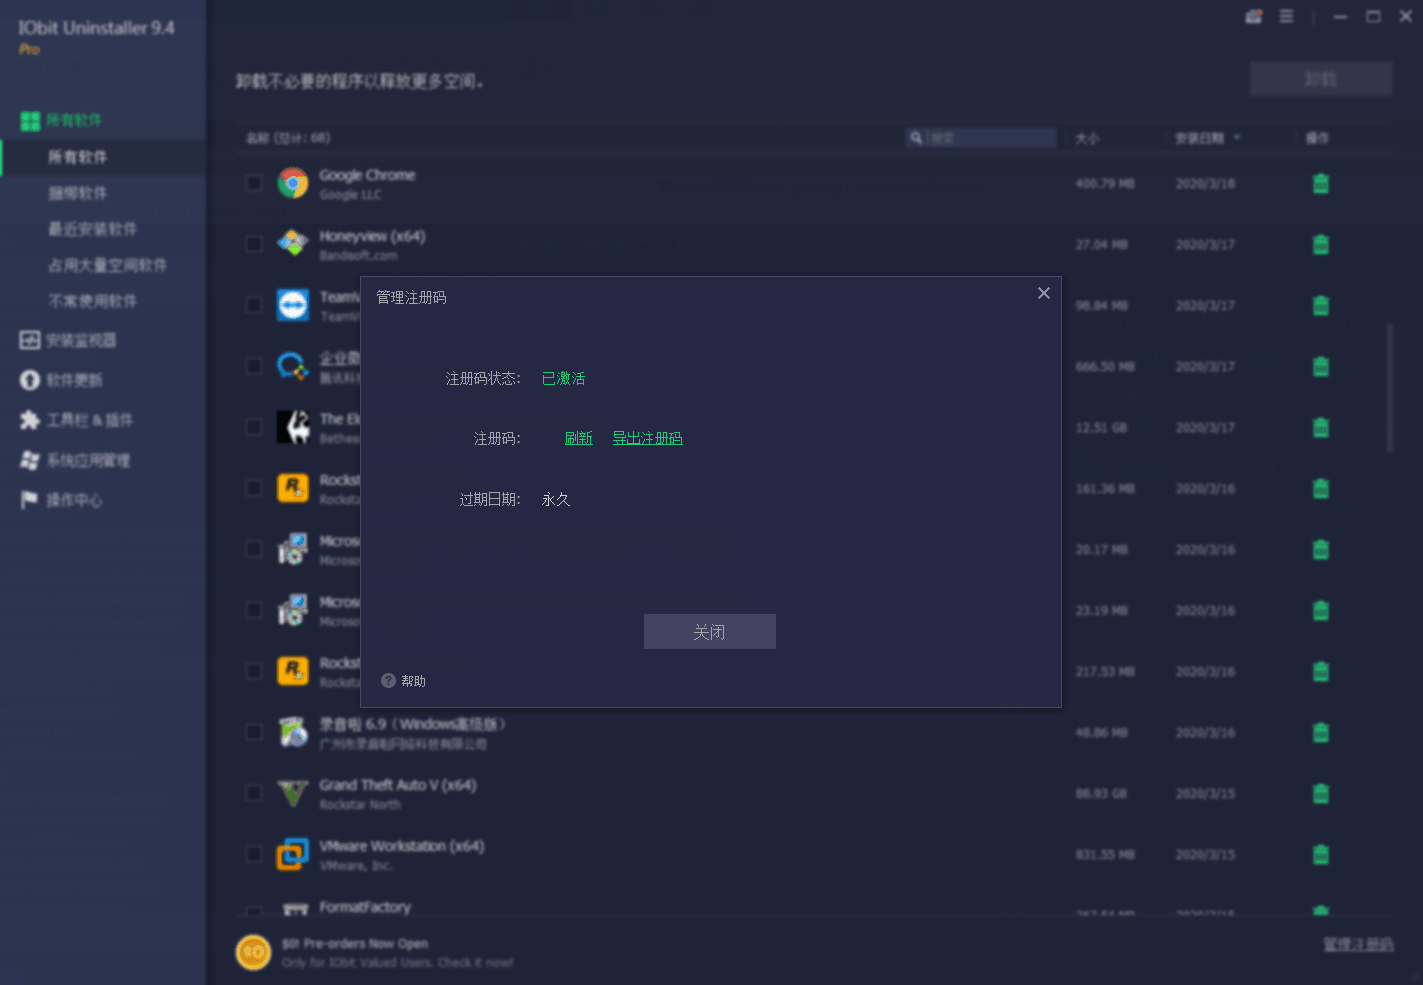 IObit Uninstaller 9.4
Pro
卸载不必要的程序以释放更多空间。
卸载
所有软件
所有软件
捆绑软件
最近安装软件
占用大量空间软件
不常使用软件
安装监视器
软件更新
工具栏 & 插件
系统应用管理
操作中心
名称 (总计: 68)
搜索
大小
安装日期
操作
Google Chrome
Google LLC
400.79 MB
2020/3/18
Honeyview (x64)
Bandisoft.com
27.04 MB
2020/3/17
TeamV
TeamVi
98.84 MB
2020/3/17
企业微
腾讯科
666.50 MB
2020/3/17
The El
Bethes
12.51 GB
2020/3/17
Rockst
Rocksta
161.36 MB
2020/3/16
Micros
Microso
20.17 MB
2020/3/16
Micros
Microso
23.19 MB
2020/3/16
Rockst
Rocksta
217.53 MB
2020/3/16
录音啦 6.9（Windows高级版）
广州市录音啦网络科技有限公司
48.86 MB
2020/3/16
Grand Theft Auto V (x64)
Rockstar North
88.93 GB
2020/3/15
VMware Workstation (x64)
VMware, Inc.
831.55 MB
2020/3/15
FormatFactory
管理注册码
注册码状态: 已激活
注册码: 刷新 导出注册码
过期日期: 永久
关闭
帮助
$0! Pre-orders Now Open
Only for IObit Valued Users. Check it now!
管理注册码